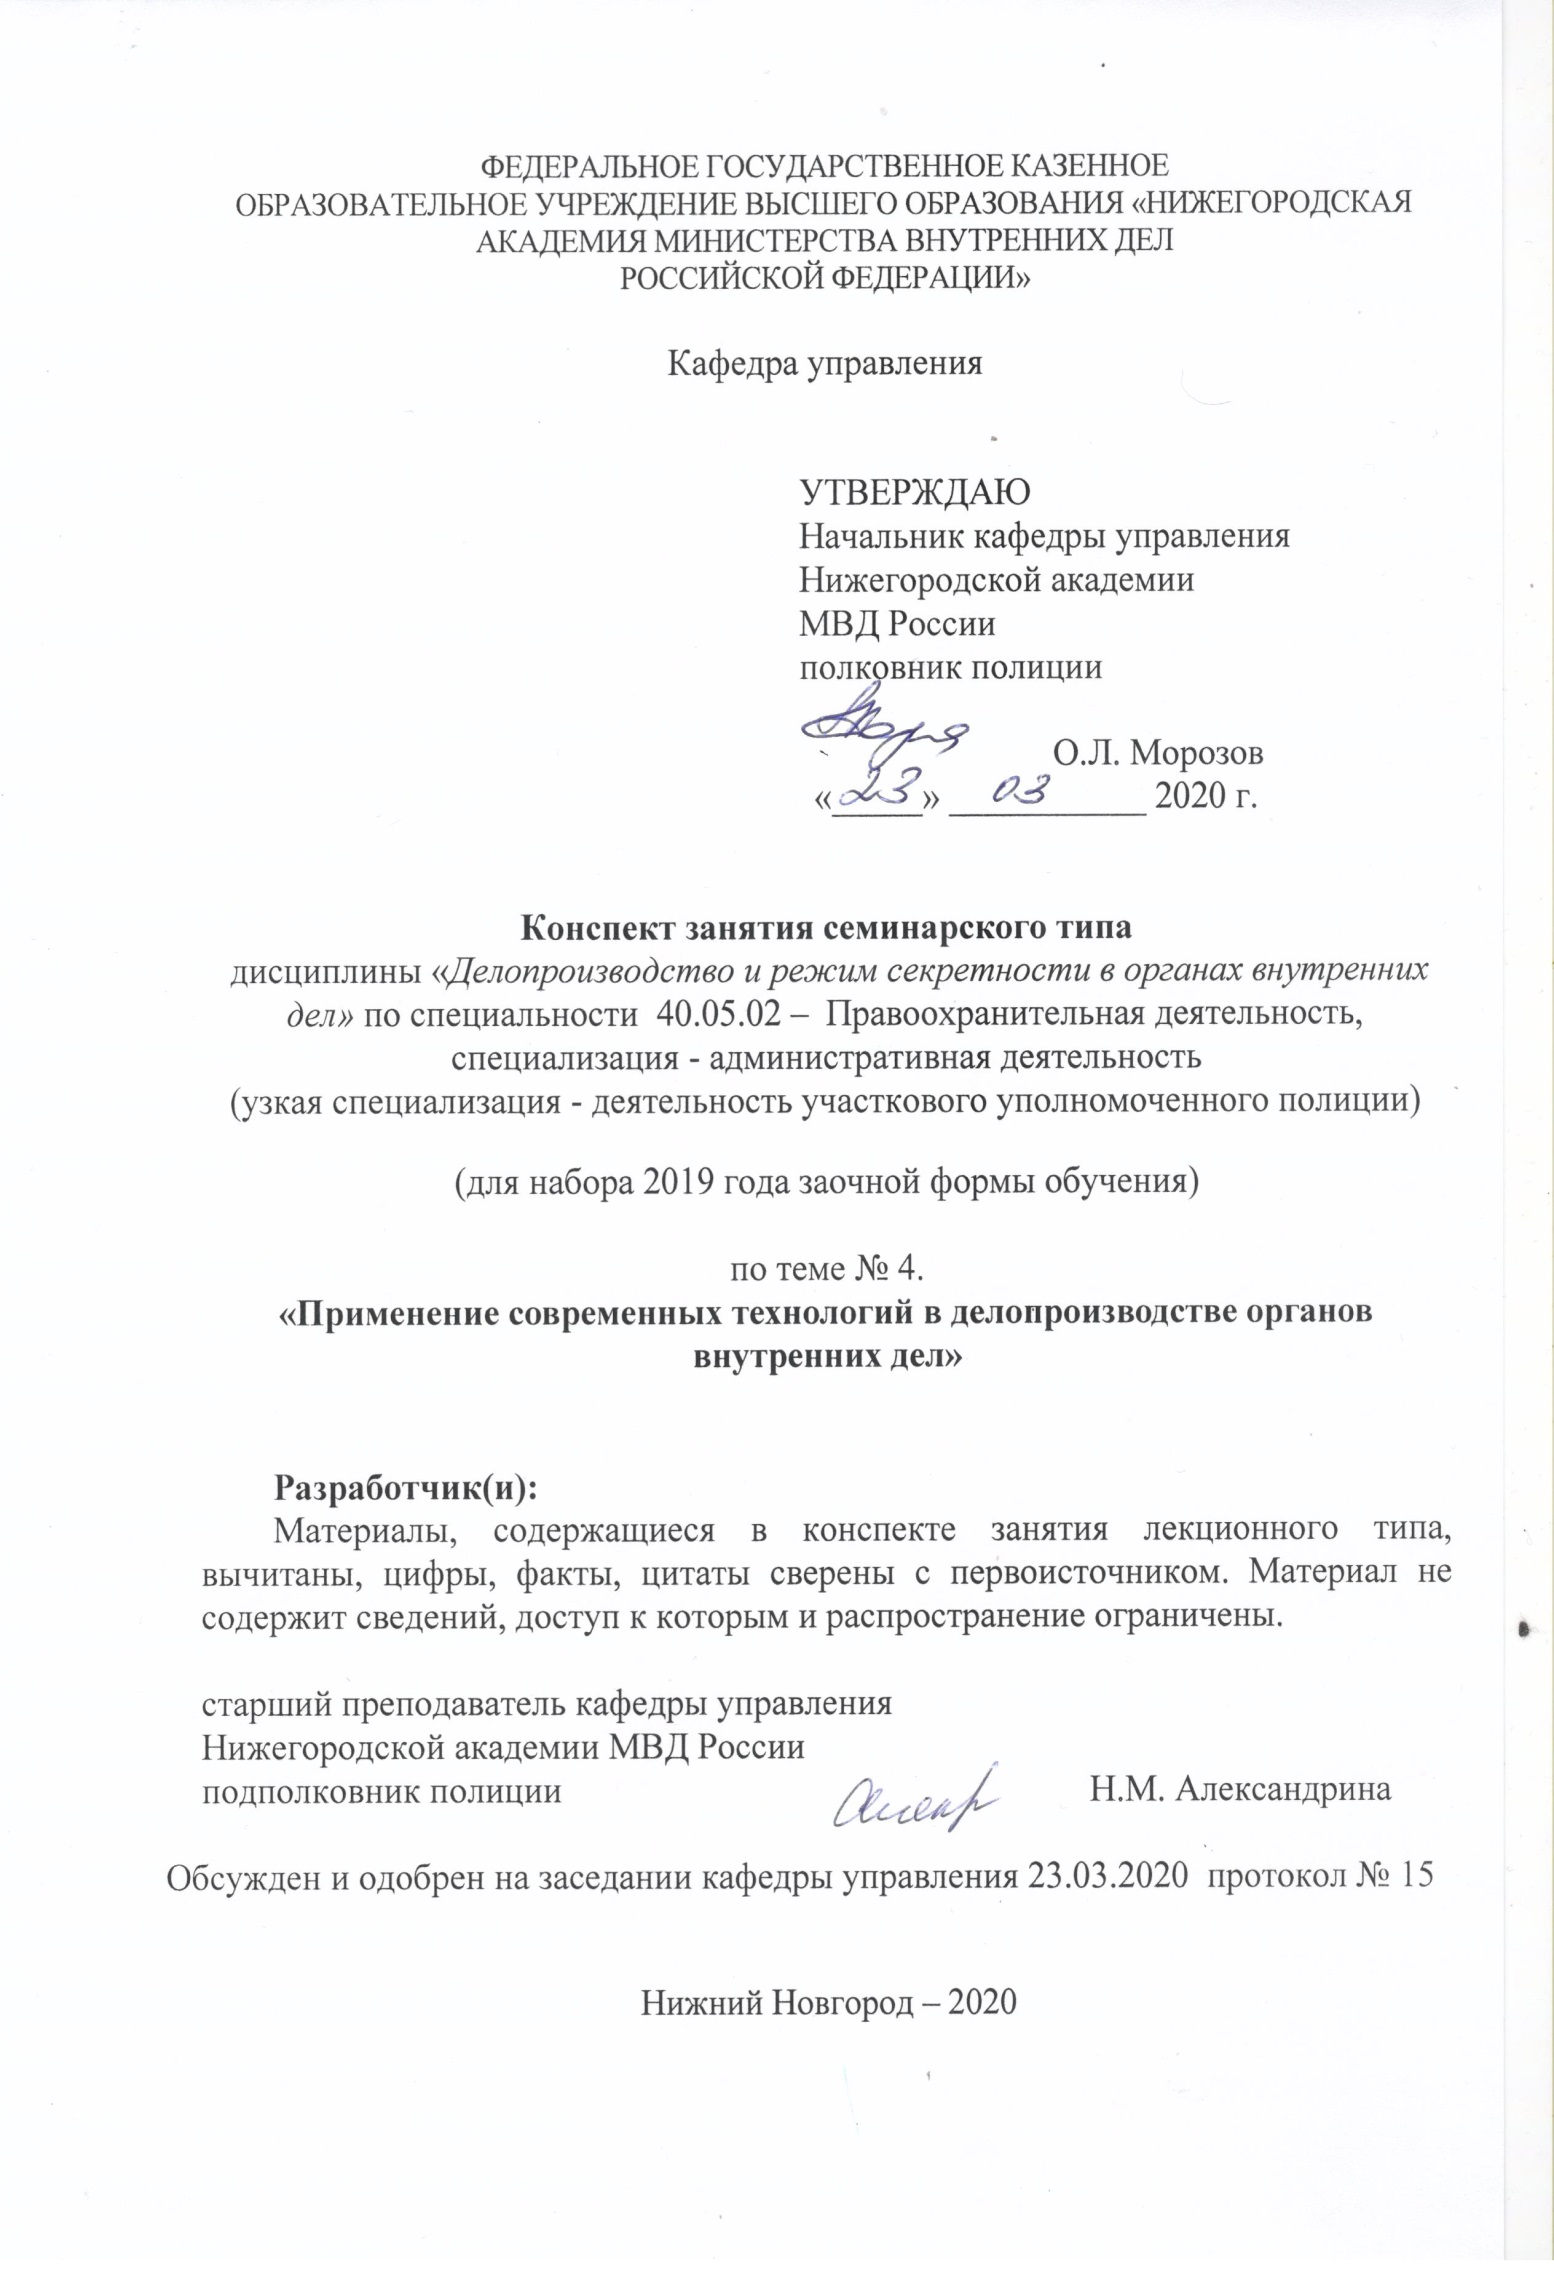 ФЕДЕРАЛЬНОЕ ГОСУДАРСТВЕННОЕ КАЗЕННОЕ
ОБРАЗОВАТЕЛЬНОЕ УЧРЕЖДЕНИЕ ВЫСШЕГО ОБРАЗОВАНИЯ «НИЖЕГОРОДСКАЯ
АКАДЕМИЯ МИНИСТЕРСТВА ВНУТРЕННИХ ДЕЛ
РОССИЙСКОЙ ФЕДЕРАЦИИ»
Кафедра управления
УТВЕРЖДАЮ
Начальник кафедры управления
Нижегородской академии
МВД России
полковник полиции
О.Л. Морозов
«23» 03 2020 г.
Конспект занятия семинарского типа
дисциплины «Делопроизводство и режим секретности в органах внутренних
дел» по специальности 40.05.02 – Правоохранительная деятельность,
специализация - административная деятельность
(узкая специализация - деятельность участкового уполномоченного полиции)
(для набора 2019 года заочной формы обучения)
по теме № 4.
«Применение современных технологий в делопроизводстве органов
внутренних дел»
Разработчик(и):
Материалы, содержащиеся в конспекте занятия лекционного типа,
вычитаны, цифры, факты, цитаты сверены с первоисточником. Материал не
содержит сведений, доступ к которым и распространение ограничены.
старший преподаватель кафедры управления
Нижегородской академии МВД России
подполковник полиции Н.М. Александрина
Обсужден и одобрен на заседании кафедры управления 23.03.2020 протокол № 15
Нижний Новгород – 2020